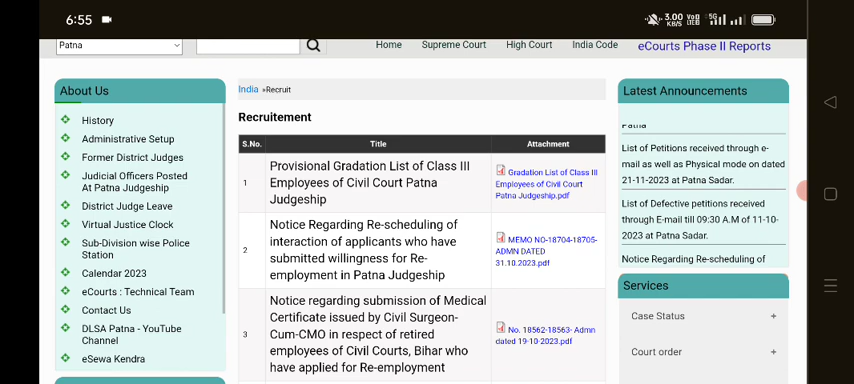 6:55
3.00 KB/S
Vo) LTE2
5G
Patna
Home Supreme Court High Court India Code eCourts Phase II Reports
About Us
History
Administrative Setup
Former District Judges
Judicial Officers Posted
At Patna Judgeship
District Judge Leave
Virtual Justice Clock
Sub-Division wise Police
Station
Calendar 2023
eCourts : Technical Team
Contact Us
DLSA Patna - YouTube
Channel
eSewa Kendra
India »Recruit
Recruitement
S.No. Title Attachment
1
Provisional Gradation List of Class III
Employees of Civil Court Patna
Judgeship
Gradation List of Class III
Employees of Civil Court
Patna Judgeship.pdf
2
Notice Regarding Re-scheduling of
interaction of applicants who have
submitted willingness for Re-
employment in Patna Judgeship
MEMO NO-18704-18705-
ADMN DATED
31.10.2023.pdf
3
Notice regarding submission of Medical
Certificate issued by Civil Surgeon-
Cum-CMO in respect of retired
employees of Civil Courts, Bihar who
have applied for Re-employment
No. 18562-18563- Admn
dated 19-10-2023.pdf
Latest Announcements
Patna
List of Petitions received through e-
mail as well as Physical mode on dated
21-11-2023 at Patna Sadar.
List of Defective petitions received
through E-mail till 09:30 A.M of 11-10-
2023 at Patna Sadar.
Notice Regarding Re-scheduling of
Services
Case Status +
Court order +